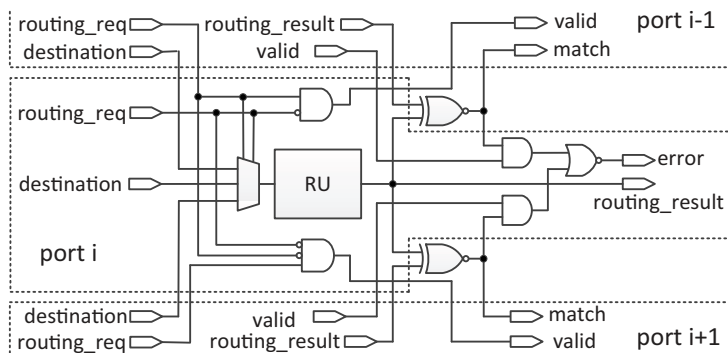 routing_req
routing_result
valid
port i-1
destination
valid
match
routing_req
error
destination
RU
routing_result
port i
destination
valid
match
routing_req
routing_result
valid
port i+1